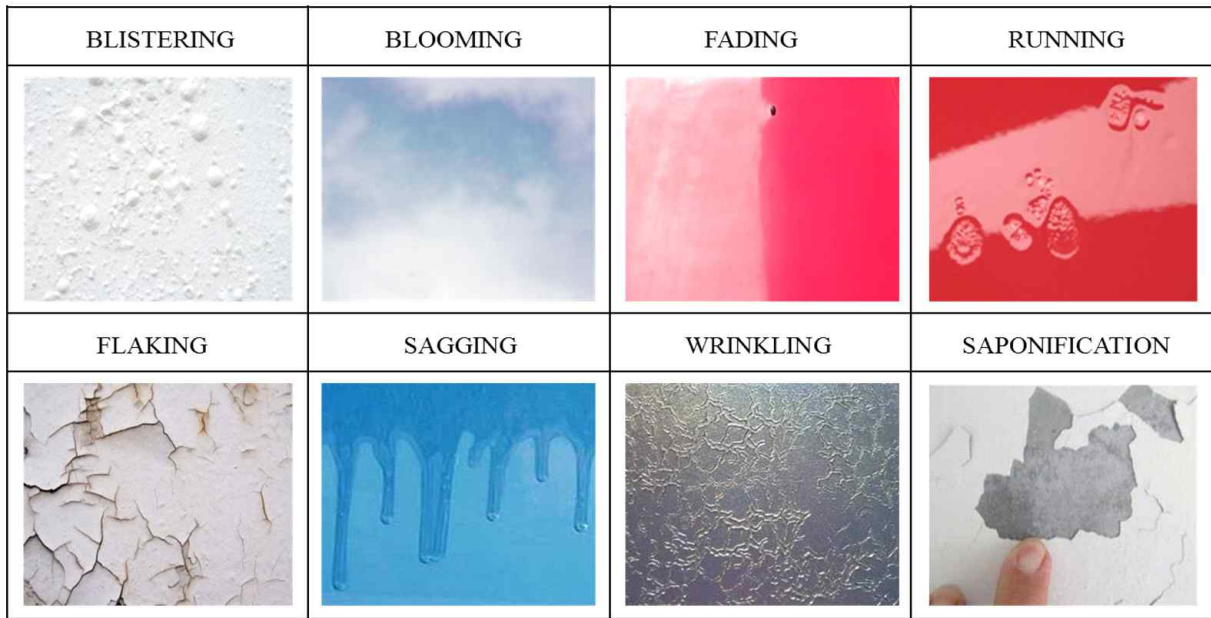 BLISTERING
BLOOMING
FADING
RUNNING
FLAKING
SAGGING
WRINKLING
SAPONIFICATION